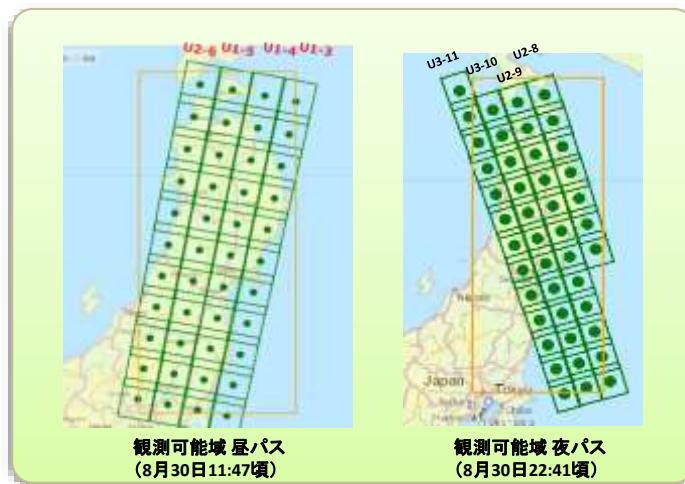 U2-6 U1-5 U1-4 U1-3
U3-11 U3-10 U2-9 U2-8
Japan
Tokyo
観測可能域 昼パス
（8月30日11:47頃）
観測可能域 夜パス
（8月30日22:41頃）